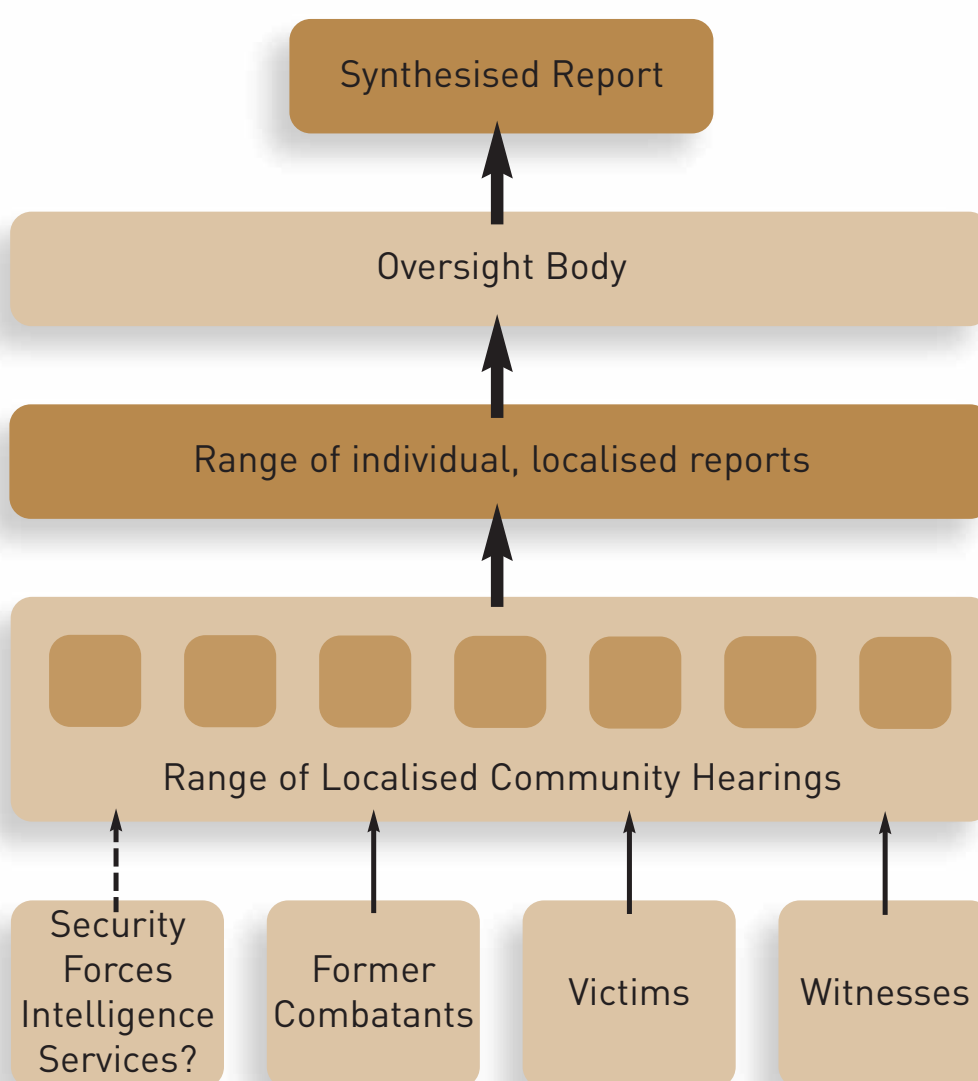 Synthesised Report
Oversight Body
Range of individual, localised reports
Range of Localised Community Hearings
Security
Forces
Intelligence
Services?
Former
Combatants
Victims
Witnesses